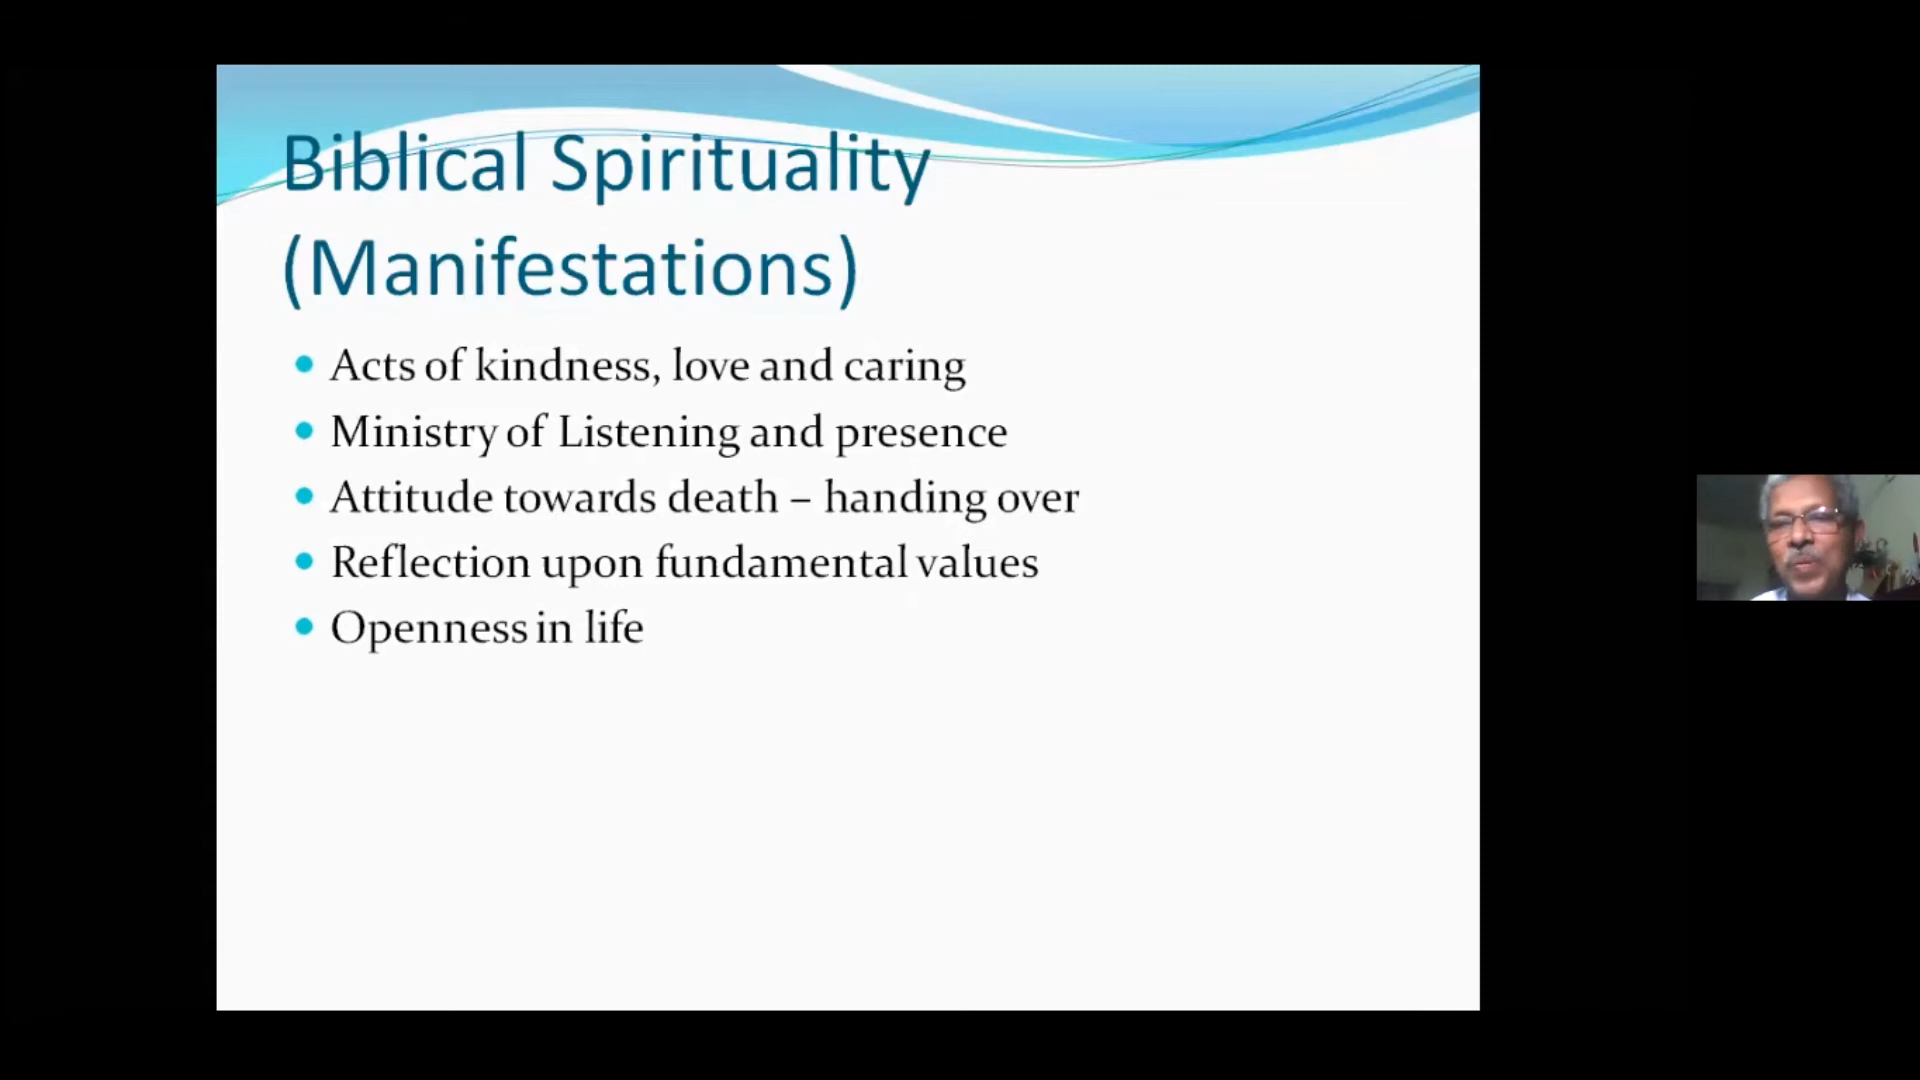 Biblical Spirituality
(Manifestations)
• Acts of kindness, love and caring
• Ministry of Listening and presence
• Attitude towards death – handing over
• Reflection upon fundamental values
• Openness in life